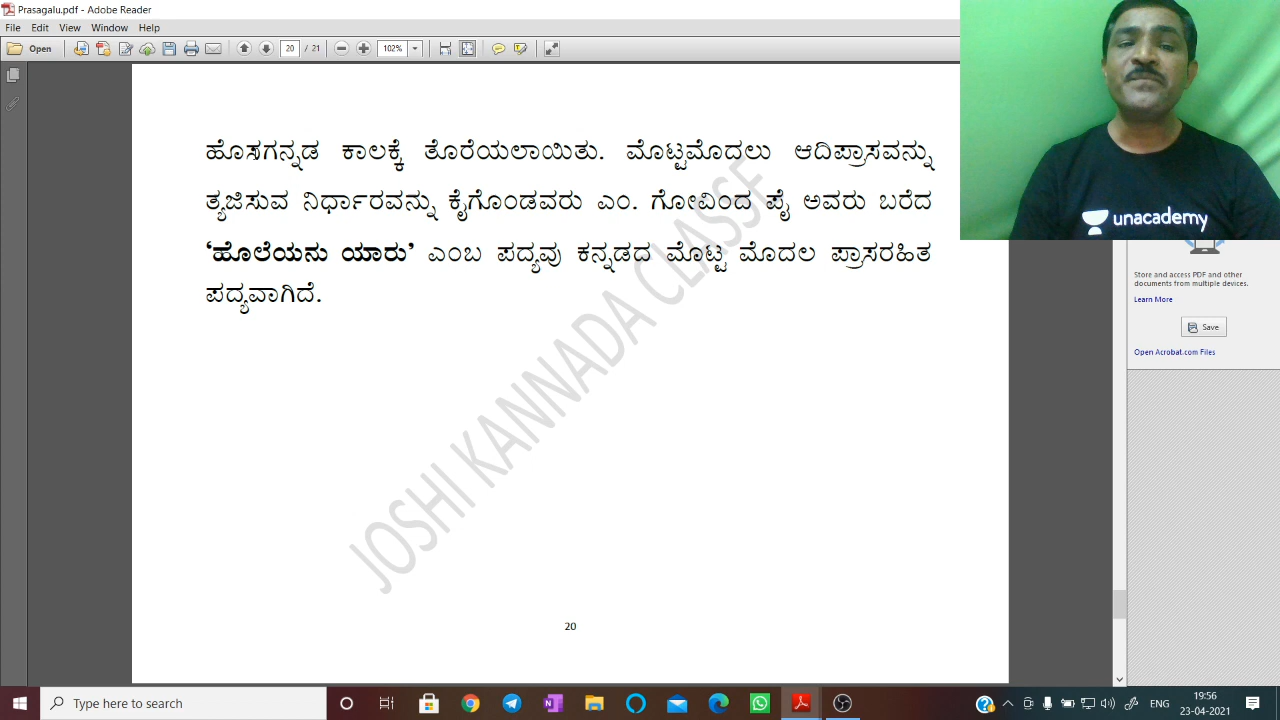 Prasagalu.pdf - Adobe Reader
File Edit View Window Help
Open 20 / 21 102%
ಹೊಸಗನ್ನಡ ಕಾಲಕ್ಕೆ ತೊರೆಯಲಾಯಿತು. ಮೊಟ್ಟಮೊದಲು ಆದಿಪ್ರಾಸವನ್ನು
ತ್ಯಜಿಸುವ ನಿರ್ಧಾರವನ್ನು ಕೈಗೊಂಡವರು ಎಂ. ಗೋವಿಂದ ಪೈ ಅವರು ಬರೆದ
‘ಹೊಲೆಯನು ಯಾರು’ ಎಂಬ ಪದ್ಯವು ಕನ್ನಡದ ಮೊಟ್ಟ ಮೊದಲ ಪ್ರಾಸರಹಿತ
ಪದ್ಯವಾಗಿದೆ.
JOSHI KANNADA CLASSF
20
unacademy
Store and access PDF and other
documents from multiple devices.
Learn More
Save
Open Acrobat.com Files
Type here to search
ENG
19:56
23-04-2021